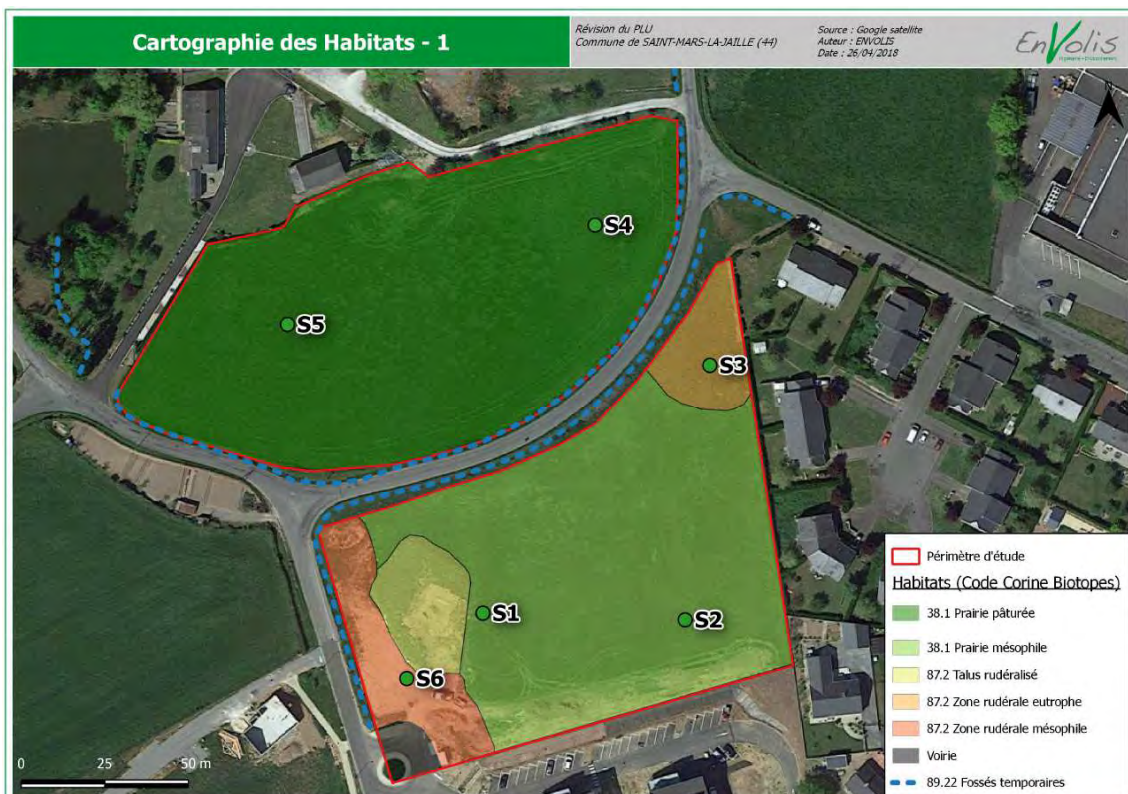 Cartographie des Habitats - 1
Révision du PLU
Commune de SAINT-MARS-LA-JAILLE (44)
Source : Google satellite
Auteur : ENVOLIS
Date : 26/04/2018
EnVolis
S4
S5
S3
S1
S2
S6
Périmètre d'étude
Habitats (Code Corine Biotopes)
38.1 Prairie pâturée
38.1 Prairie mésophile
87.2 Talus rudéralisé
87.2 Zone rudérale eutrophe
87.2 Zone rudérale mésophile
Voirie
89.22 Fossés temporaires
0 25 50 m